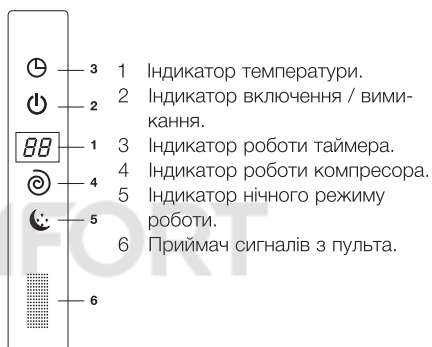 3
2
88
1
4
5
6
1 Індикатор температури.
2 Індикатор включення / вими-
кання.
3 Індикатор роботи таймера.
4 Індикатор роботи компресора.
5 Індикатор нічного режиму
роботи.
6 Приймач сигналів з пульта.